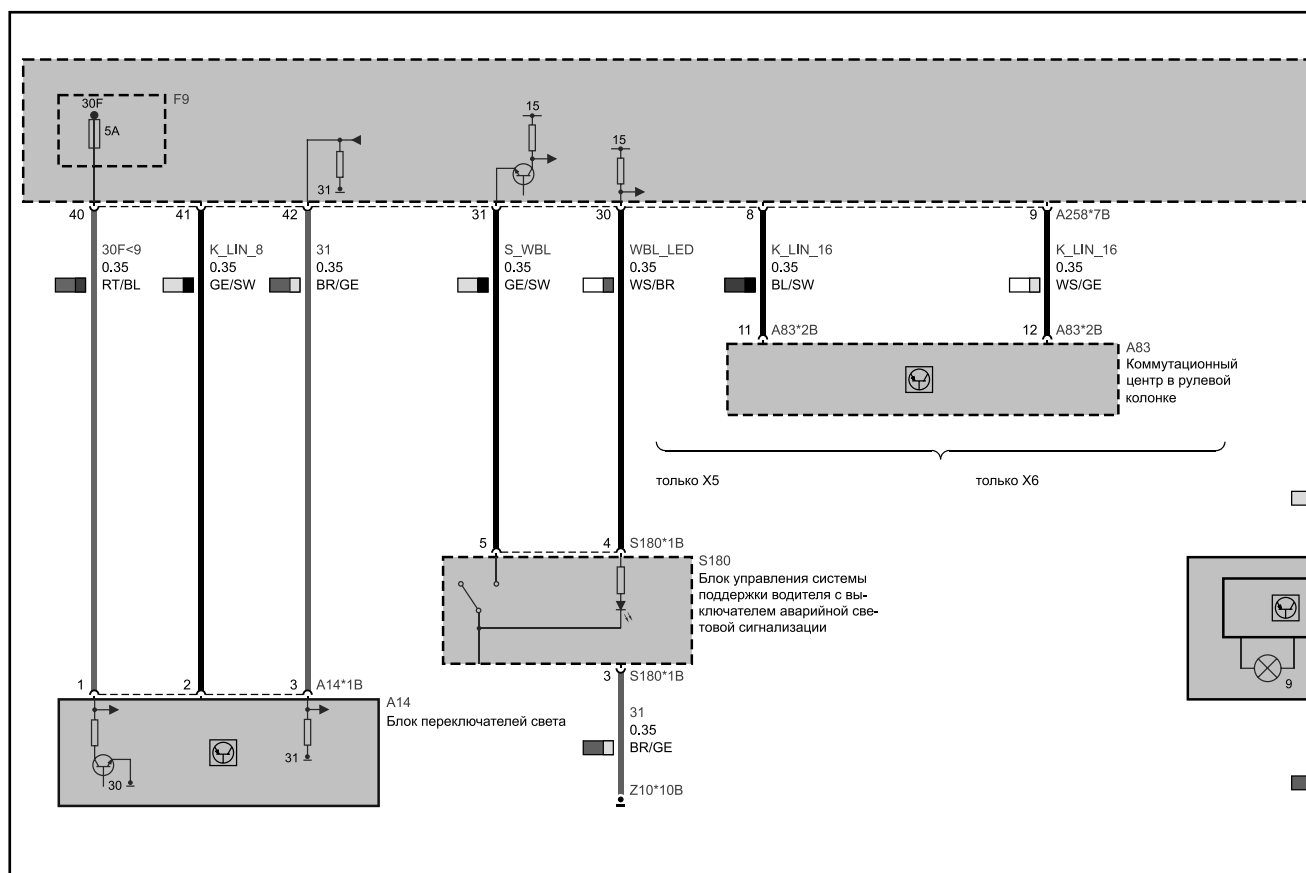 30F
F9
5A
15
15
31
40
41
42
31
30
8
9
A258*7B
30F<9
0.35
RT/BL
K_LIN_8
0.35
GE/SW
31
0.35
BR/GE
S_WBL
0.35
GE/SW
WBL_LED
0.35
WS/BR
K_LIN_16
0.35
BL/SW
K_LIN_16
0.35
WS/GE
11
A83*2B
12
A83*2B
A83
Коммутационный
центр в рулевой
колонке
только X5
только X6
5
4
S180*1B
S180
Блок управления системы
поддержки водителя с вы-
ключателем аварийной све-
товой сигнализации
3
S180*1B
31
0.35
BR/GE
Z10*10B
1
2
3
A14*1B
A14
Блок переключателей света
30
31
9